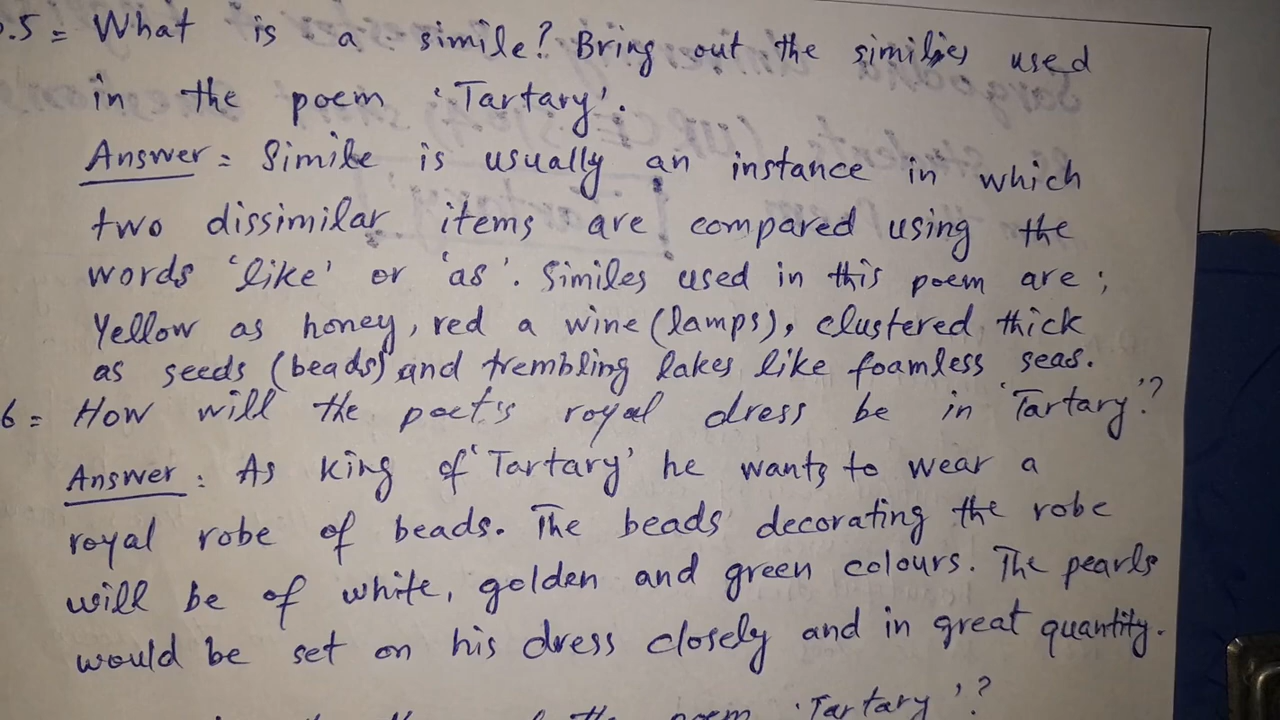 .5 = What is a simile? Bring out the similies used
in the poem 'Tartary'.
Answer = Simile is usually an instance in which
two dissimilar items are compared using the
words 'like' or 'as'. Similes used in this poem are ;
Yellow as honey, red a wine (lamps), clustered thick
as seeds (beads) and trembling lakes like foamless seas.
6 = How will the poet's royal dress be in 'Tartary'?
Answer : As king of 'Tartary' he wants to wear a
royal robe of beads. The beads decorating the robe
will be of white, golden and green colours. The pearls
would be set on his dress closely and in great quantity.
the poem 'Tartary'?